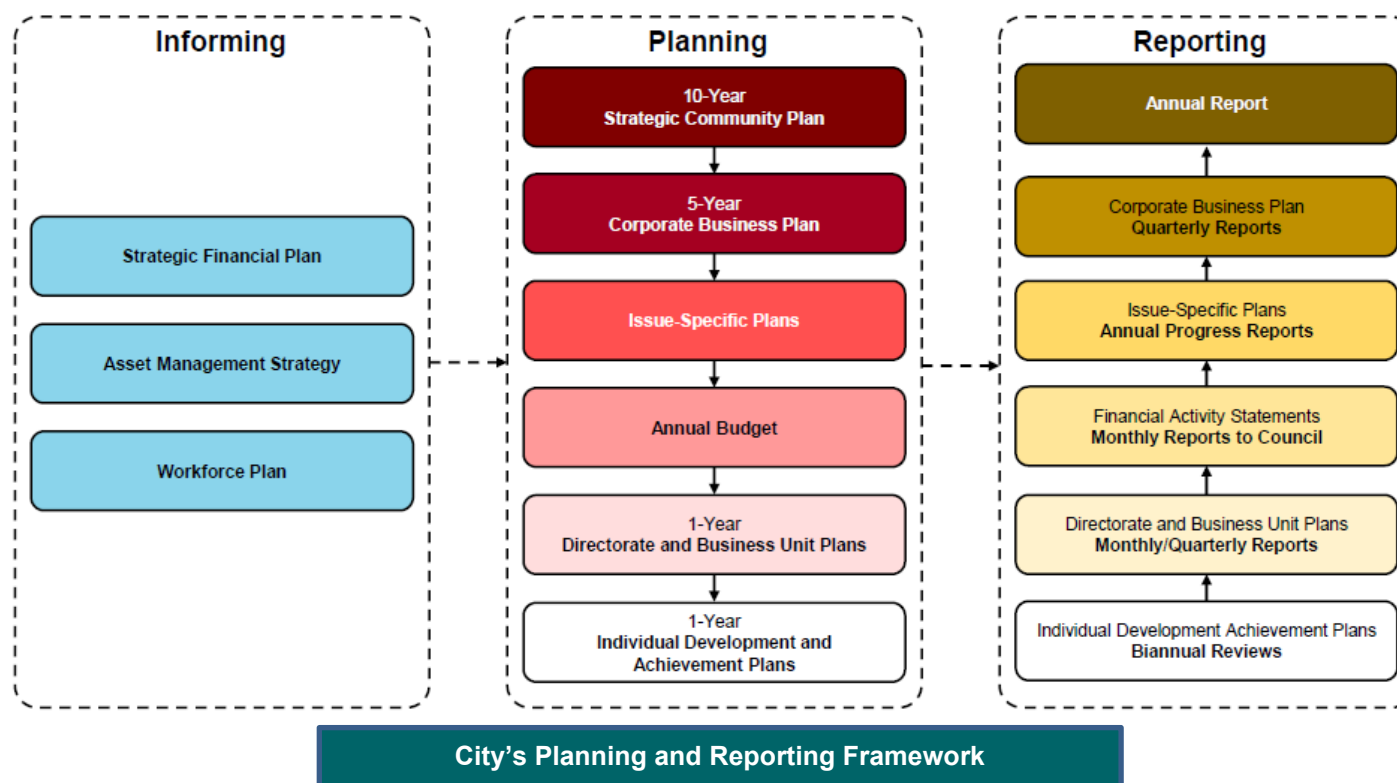 Informing
Strategic Financial Plan
Asset Management Strategy
Workforce Plan
Planning
10-Year
Strategic Community Plan
5-Year
Corporate Business Plan
Issue-Specific Plans
Annual Budget
1-Year
Directorate and Business Unit Plans
1-Year
Individual Development and
Achievement Plans
Reporting
Annual Report
Corporate Business Plan
Quarterly Reports
Issue-Specific Plans
Annual Progress Reports
Financial Activity Statements
Monthly Reports to Council
Directorate and Business Unit Plans
Monthly/Quarterly Reports
Individual Development Achievement Plans
Biannual Reviews
City's Planning and Reporting Framework